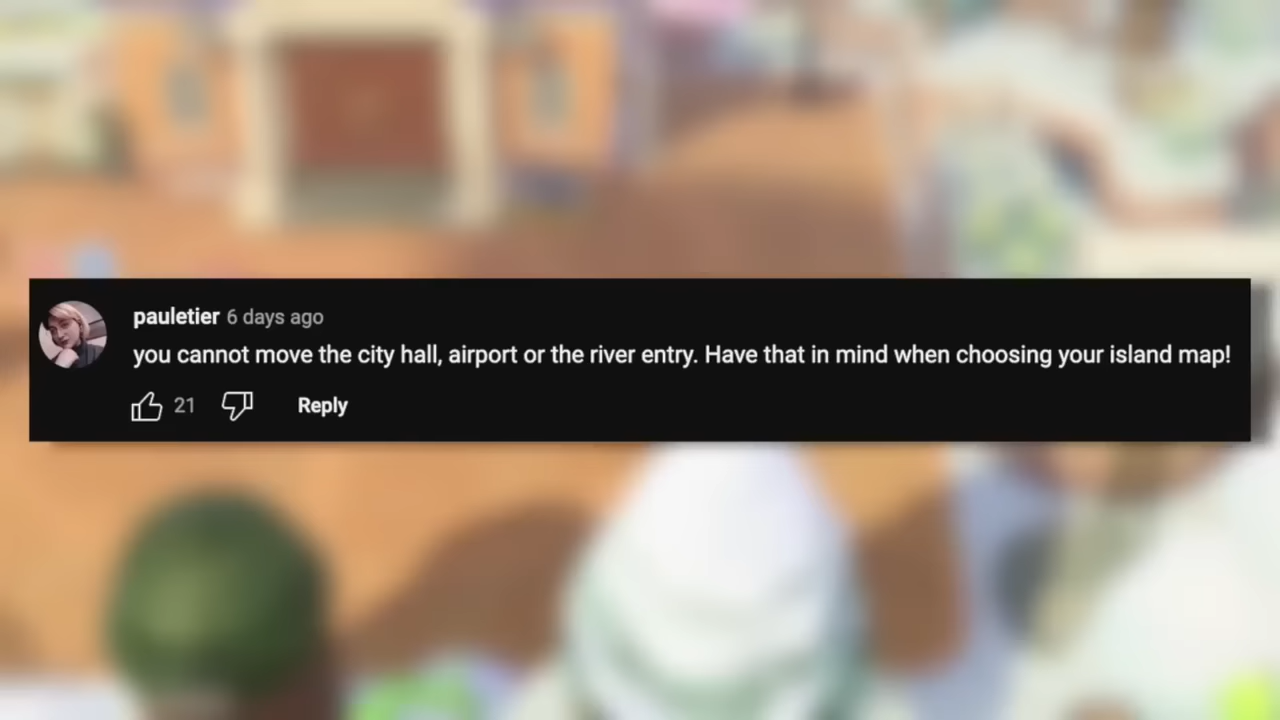 pauletier 6 days ago
you cannot move the city hall, airport or the river entry. Have that in mind when choosing your island map!
21 Reply